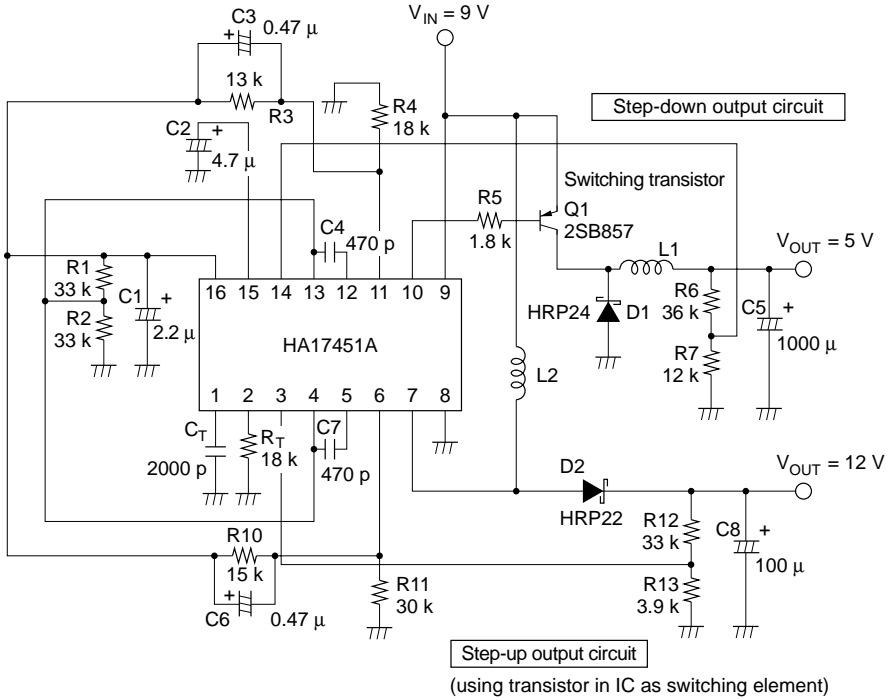 C3
0.47 μ
V_IN = 9 V
13 k
R3
R4
18 k
Step-down output circuit
C2
4.7 μ
Switching transistor
R5
1.8 k
Q1
2SB857
C4
470 p
L1
V_OUT = 5 V
R1
33 k
R2
33 k
C1
2.2 μ
16 15 14 13 12 11 10 9
HA17451A
1 2 3 4 5 6 7 8
HRP24
D1
R6
36 k
C5
1000 μ
R7
12 k
L2
C_T
2000 p
R_T
18 k
C7
470 p
D2
HRP22
V_OUT = 12 V
R10
15 k
C6
0.47 μ
R11
30 k
R12
33 k
C8
100 μ
R13
3.9 k
Step-up output circuit
(using transistor in IC as switching element)